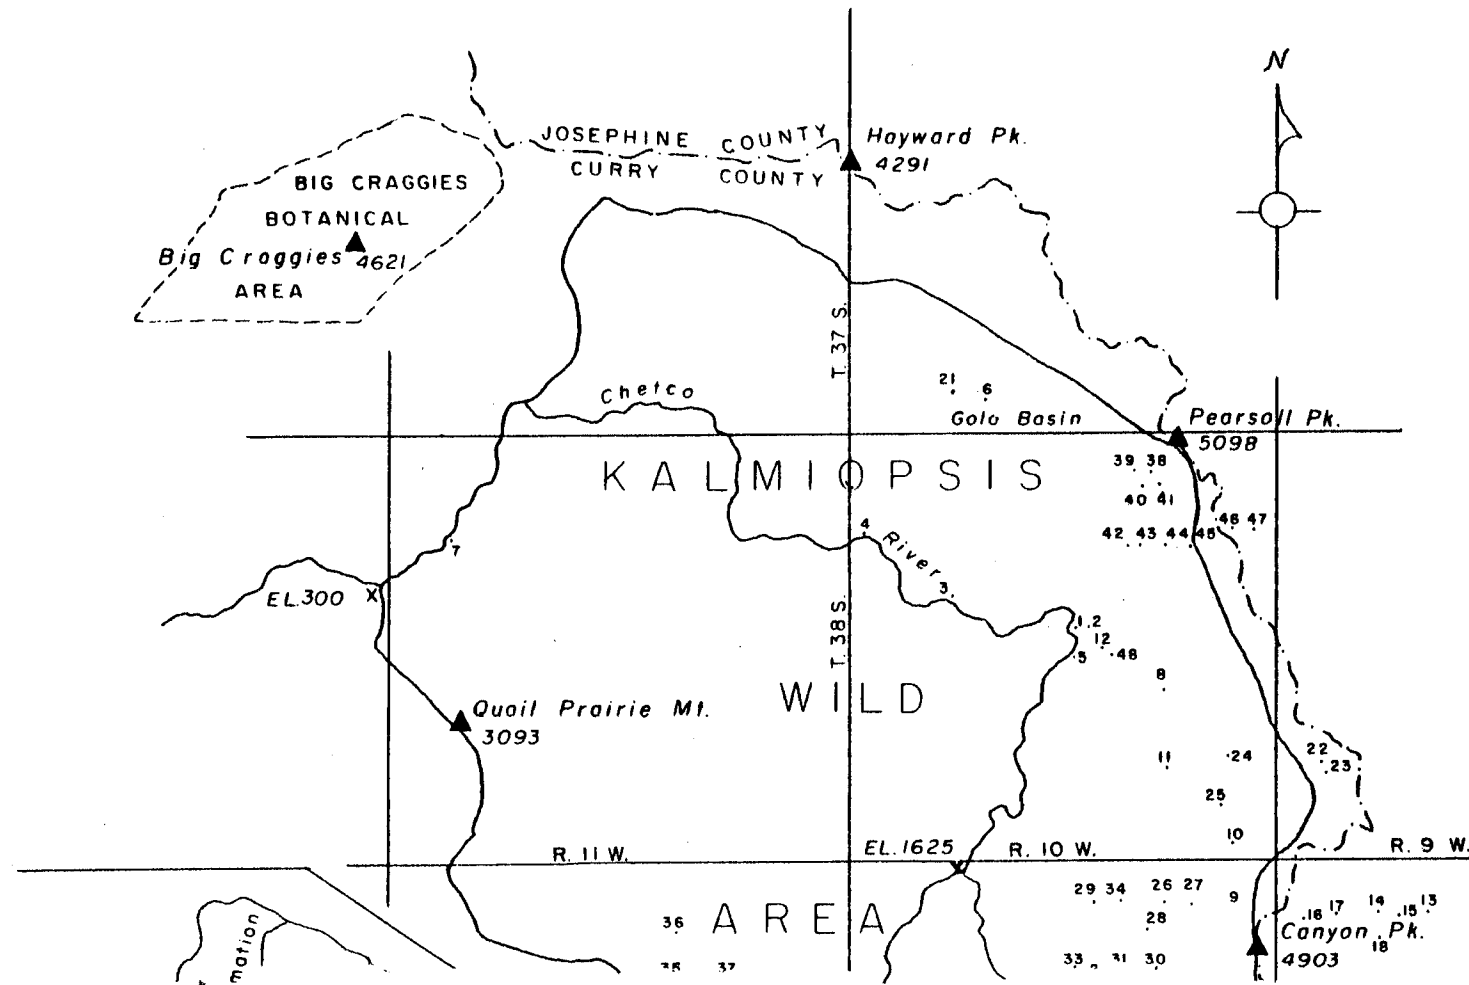 N
JOSEPHINE COUNTY
CURRY COUNTY
Hayward Pk.
4291
BIG CRAGGIES
BOTANICAL
Big Craggies 4621
AREA
T. 37 S.
21 6
Gold Basin
Chetco
Pearsoll Pk.
5098
KALMIOPSIS
39 38
40 41
42 43 44 45 46 47
4
River
7
EL.300
3
T. 38 S.
1 2
12
5 48
8
WILD
Quail Prairie Mt.
3093
11 24
22
23
25
10
R. 11 W.
EL.1625
R. 10 W.
R. 9 W.
29 34 26 27
9
28
16 17 14 15 13
36
AREA
Canyon Pk.
18
4903
37
33 31 30
mation